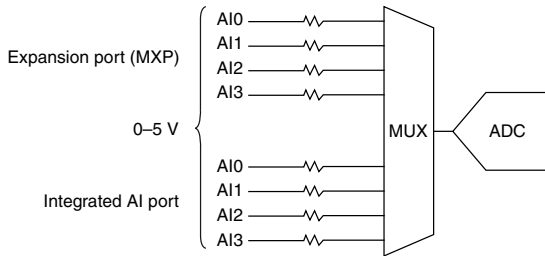 Expansion port (MXP)
AI0
AI1
AI2
AI3
0–5 V
Integrated AI port
AI0
AI1
AI2
AI3
MUX
ADC